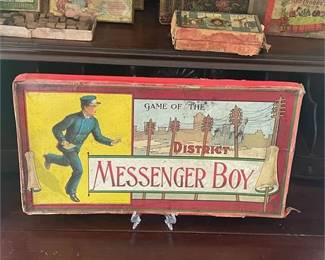 GAME OF THE
DISTRICT
MESSENGER BOY